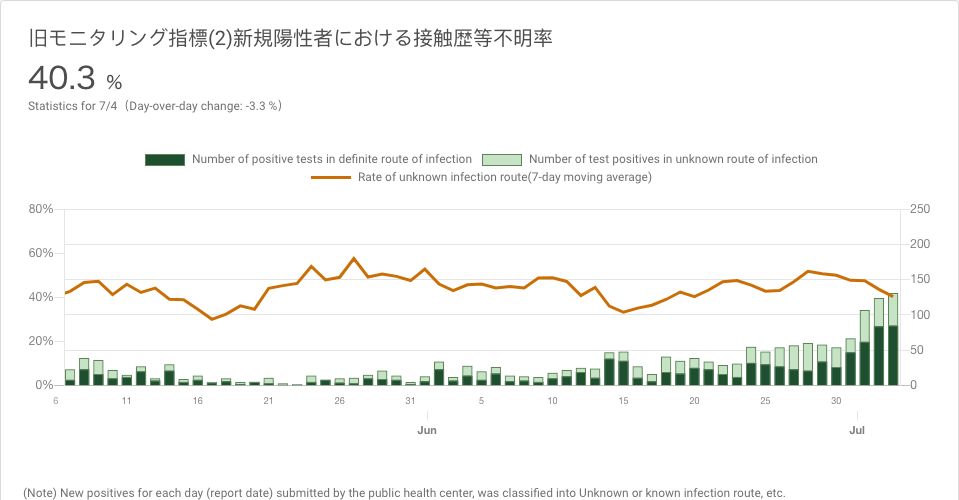 旧モニタリング指標(2)新規陽性者における接触歴等不明率
40.3 %
Statistics for 7/4（Day-over-day change: -3.3 %）
Number of positive tests in definite route of infection Number of test positives in unknown route of infection
Rate of unknown infection route(7-day moving average)
80% 250
200
60%
150
40%
100
20%
50
0% 0
6 11 16 21 26 31 5 10 15 20 25 30
Jun Jul
(Note) New positives for each day (report date) submitted by the public health center, was classified into Unknown or known infection route, etc.